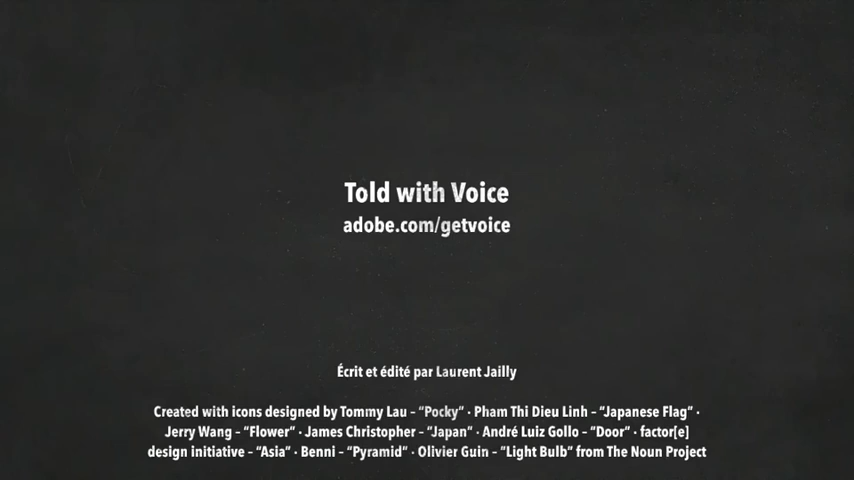 Told with Voice
adobe.com/getvoice
Écrit et édité par Laurent Jailly
Created with icons designed by Tommy Lau – "Pocky" · Pham Thi Dieu Linh – "Japanese Flag" ·
Jerry Wang – "Flower" · James Christopher – "Japan" · André Luiz Gollo – "Door" · factor[e]
design initiative – "Asia" · Benni – "Pyramid" · Olivier Guin – "Light Bulb" from The Noun Project